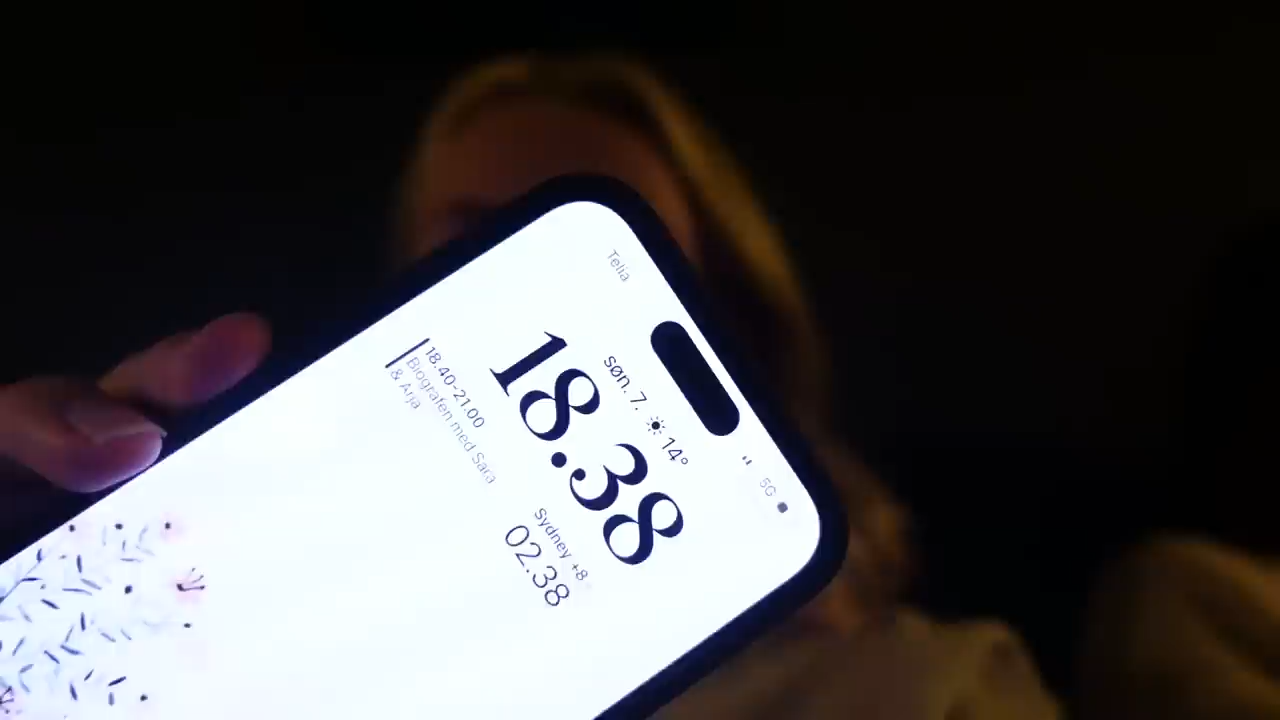 Telia
5G
søn. 7. 14°
18.38
18.40-21.00
Biografen med Sara
& Anja
Sydney +8
02.38